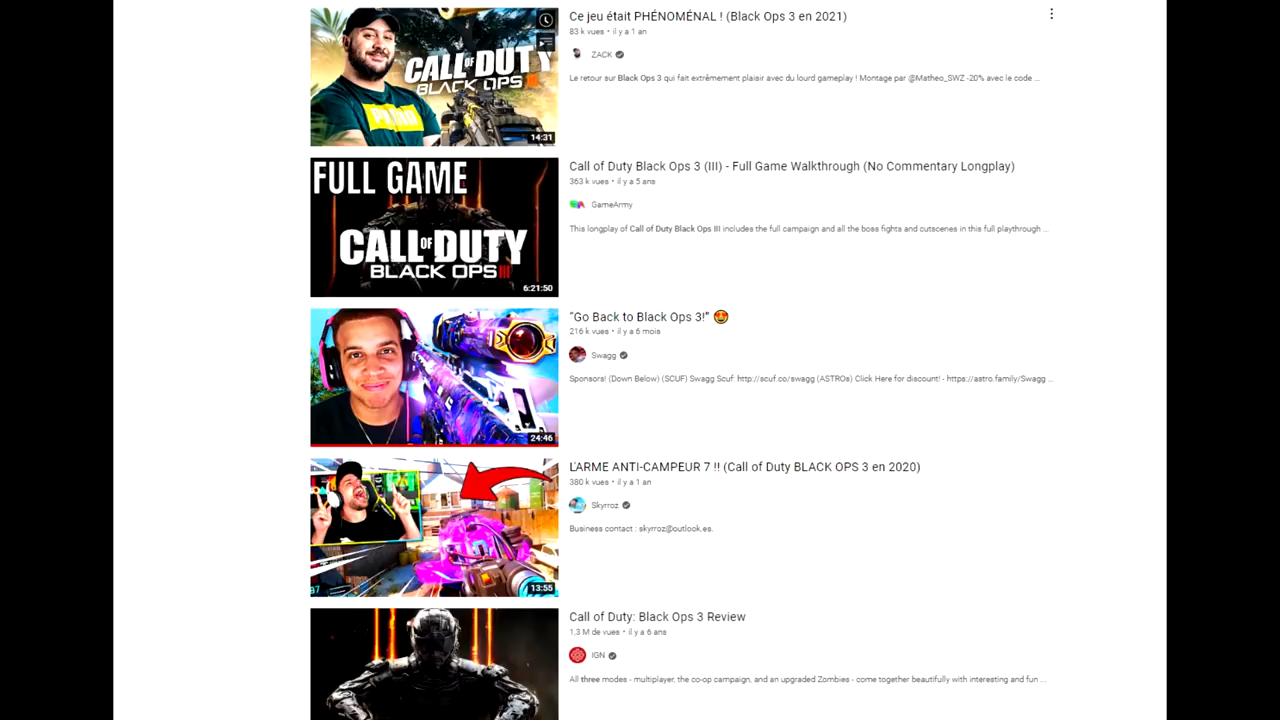 Ce jeu était PHÉNOMÉNAL ! (Black Ops 3 en 2021)
83 k vues • il y a 1 an
ZACK
Le retour sur Black Ops 3 qui fait extrêmement plaisir avec du lourd gameplay ! Montage par @Matheo_SWZ -20% avec le code ...
CALL OF DUTY
BLACK OPS III
14:31
Call of Duty Black Ops 3 (III) - Full Game Walkthrough (No Commentary Longplay)
363 k vues • il y a 5 ans
GameArmy
This longplay of Call of Duty Black Ops III includes the full campaign and all the boss fights and cutscenes in this full playthrough ...
FULL GAME
CALL OF DUTY
BLACK OPS III
6:21:50
"Go Back to Black Ops 3!" 😍
216 k vues • il y a 6 mois
Swagg
Sponsors! (Down Below) (SCUF) Swagg Scuf: http://scuf.co/swagg (ASTROs) Click Here for discount! - https://astro.family/Swagg ...
24:46
L'ARME ANTI-CAMPEUR 7 !! (Call of Duty BLACK OPS 3 en 2020)
380 k vues • il y a 1 an
Skyrroz
Business contact : skyrroz@outlook.es.
13:55
Call of Duty: Black Ops 3 Review
1,3 M de vues • il y a 6 ans
IGN
All three modes - multiplayer, the co-op campaign, and an upgraded Zombies - come together beautifully with interesting and fun ...